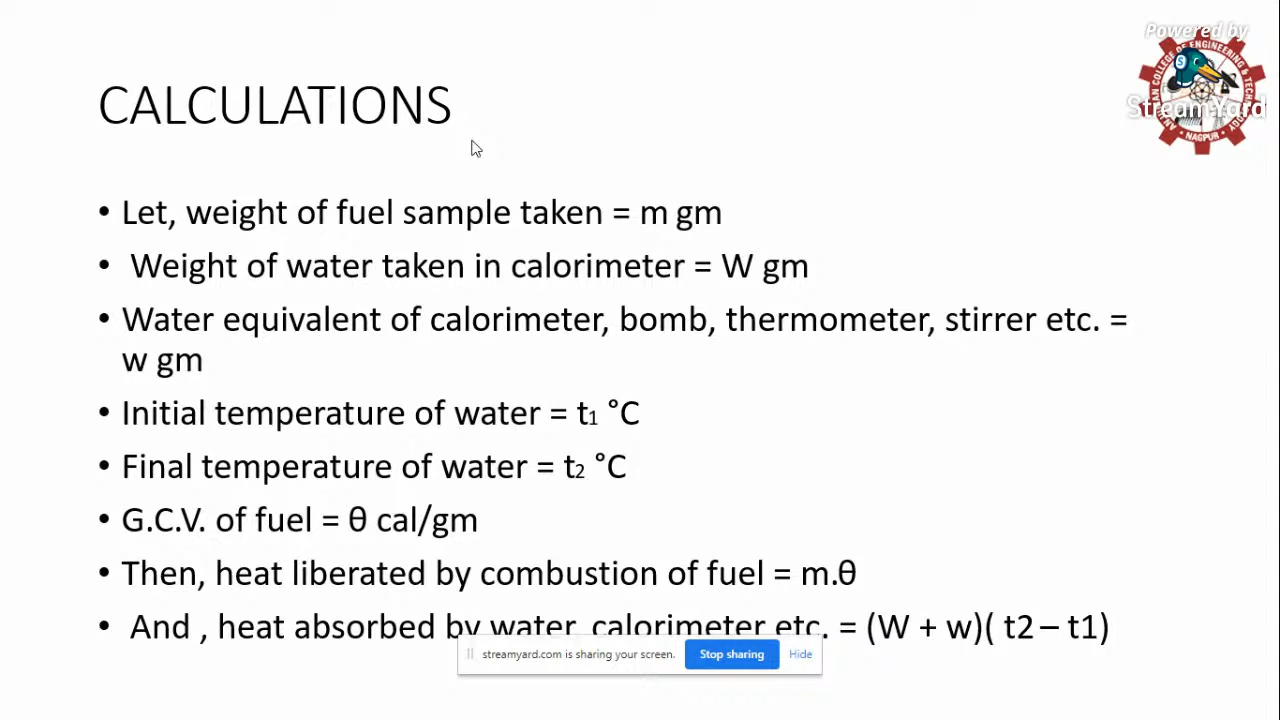 Powered by
StreamYard
NAGPUR
CALCULATIONS
• Let, weight of fuel sample taken = m gm
• Weight of water taken in calorimeter = W gm
• Water equivalent of calorimeter, bomb, thermometer, stirrer etc. =
w gm
• Initial temperature of water = t₁ °C
• Final temperature of water = t₂ °C
• G.C.V. of fuel = θ cal/gm
• Then, heat liberated by combustion of fuel = m.θ
• And , heat absorbed by water, calorimeter etc. = (W + w)( t2 – t1)
streamyard.com is sharing your screen. Stop sharing Hide